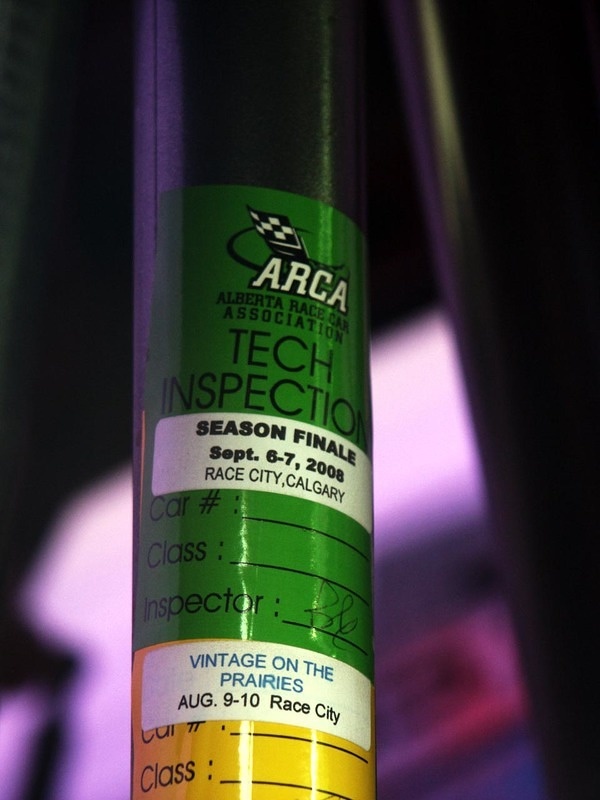 ARCA
ALBERTA RACE CAR
ASSOCIATION
TECH
INSPECTION
SEASON FINALE
Sept. 6-7, 2008
RACE CITY,CALGARY
Car # :
Class :
Inspector :
VINTAGE ON THE
PRAIRIES
AUG. 9-10 Race City
Car # :
Class :